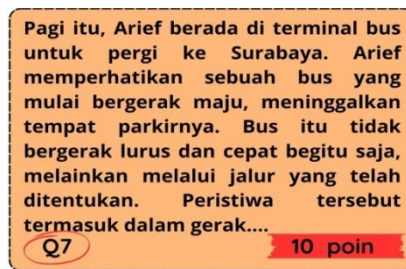 Pagi itu, Arief berada di terminal bus
untuk pergi ke Surabaya. Arief
memperhatikan sebuah bus yang
mulai bergerak maju, meninggalkan
tempat parkirnya. Bus itu tidak
bergerak lurus dan cepat begitu saja,
melainkan melalui jalur yang telah
ditentukan. Peristiwa tersebut
termasuk dalam gerak....
Q7
10 poin